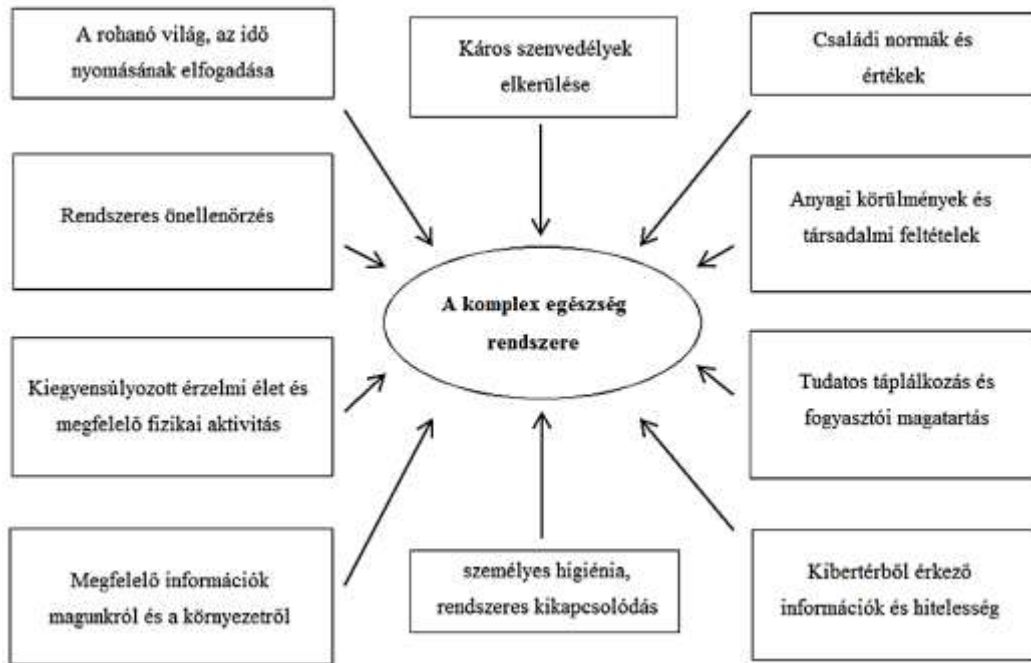 A rohanó világ, az idő
nyomásának elfogadása
Káros szenvedélyek
elkerülése
Családi normák és
értékek
Rendszeres önellenőrzés
Anyagi körülmények és
társadalmi feltételek
A komplex egészség
rendszere
Kiegyensúlyozott érzelmi élet és
megfelelő fizikai aktivitás
Tudatos táplálkozás és
fogyasztói magatartás
Megfelelő információk
magunkról és a környezetről
személyes higiénia,
rendszeres kikapcsolódás
Kibertérből érkező
információk és hitelesség